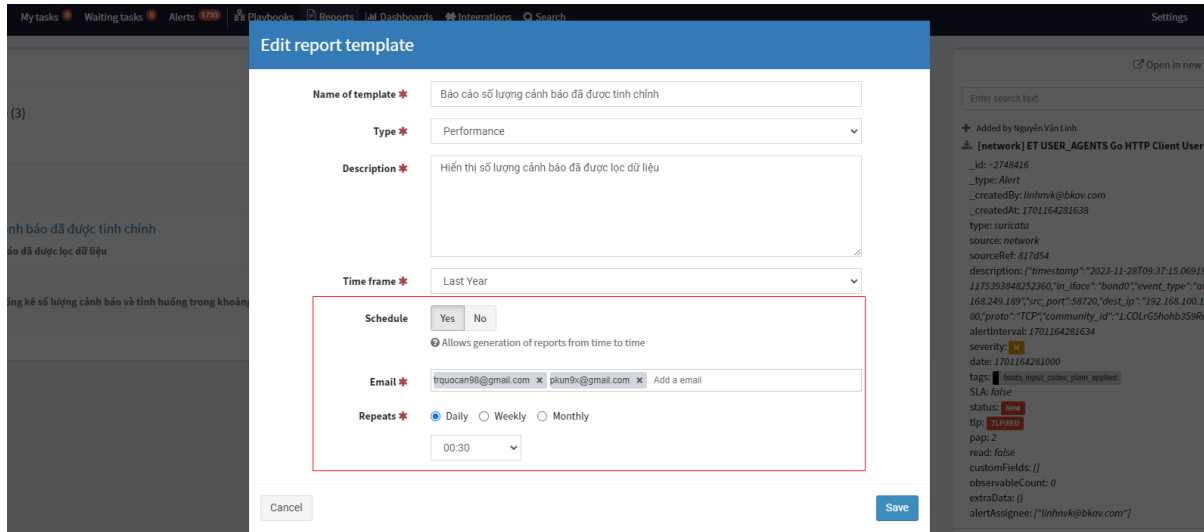 My tasks 0 Waiting tasks 0 Alerts 1793 Playbooks Reports Dashboards Integrations Search Settings
Edit report template
Open in new
Name of template * Báo cáo số lượng cảnh báo đã được tinh chỉnh
Enter search text
(3)
Type * Performance
Added by Nguyễn Văn Linh
[network] ET USER_AGENTS Go HTTP Client User
Description * Hiển thị số lượng cảnh báo đã được lọc dữ liệu
_id: ~2748416
_type: Alert
_createdBy: linhnvk@bkav.com
_createdAt: 1701164281638
type: suricata
source: network
sourceRef: 817d54
ảnh báo đã được tinh chỉnh
áo đã được lọc dữ liệu
description: {"timestamp":"2023-11-28T09:37:15.06919
1175393848252360,"in_iface":"bond0","event_type":"al
168.249.189","src_port":58720,"dest_ip":"192.168.100.1
80,"proto":"TCP","community_id":"1:COLrG5hohb3S9R
Time frame * Last Year
ống kê số lượng cảnh báo và tình huống trong khoảng
Schedule Yes No
Allows generation of reports from time to time
alertInterval: 1701164281634
severity: M
date: 1701164281000
tags: beats_input_codec_plain_applied
SLA: false
status: New
tlp: TLP:RED
pap: 2
read: false
customFields: []
observableCount: 0
extraData: []
alertAssignee: ["linhnvk@bkav.com"]
Email * trquocan98@gmail.com × pkun9x@gmail.com × Add a email
Repeats * Daily Weekly Monthly
00:30
Cancel Save